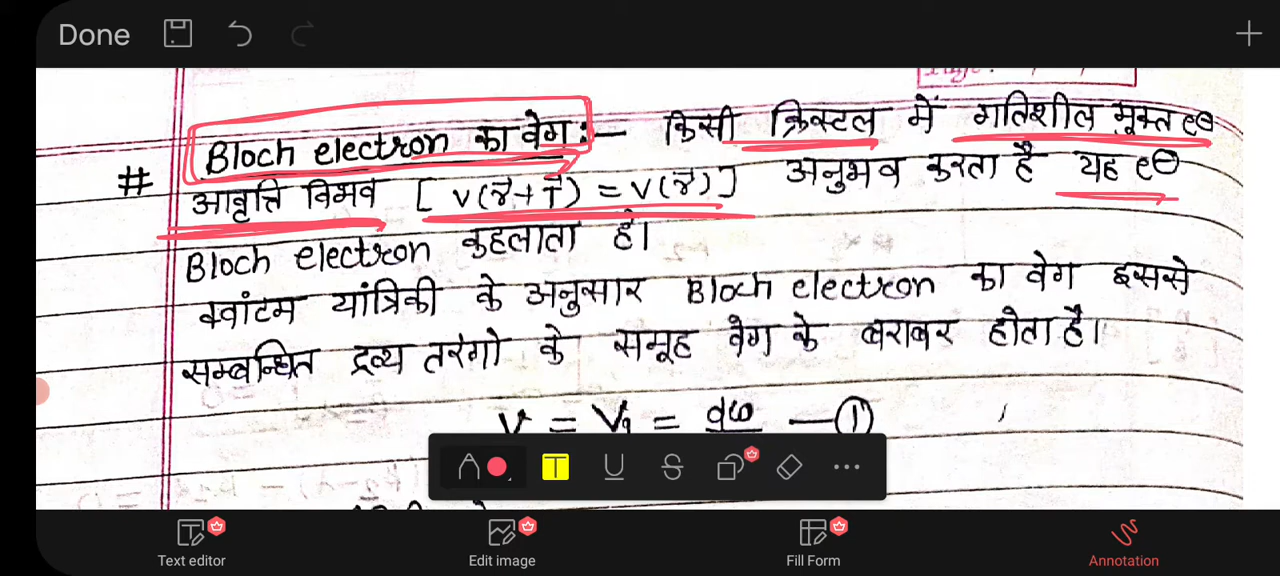 Done
Bloch electron का वेग :— किसी क्रिस्टल में गतिशील मुक्त e⊖
# आवृत्ति विभव [ V(r⃗+T⃗) = V(r⃗) ] अनुभव करता है यह e⊖
Bloch electron कहलाता है।
क्वांटम यांत्रिकी के अनुसार Bloch electron का वेग इससे
सम्बन्धित द्रव्य तरंगो के समूह वेग के बराबर होता है।
V = Vg = dω — ①
Text editor
Edit image
Fill Form
Annotation